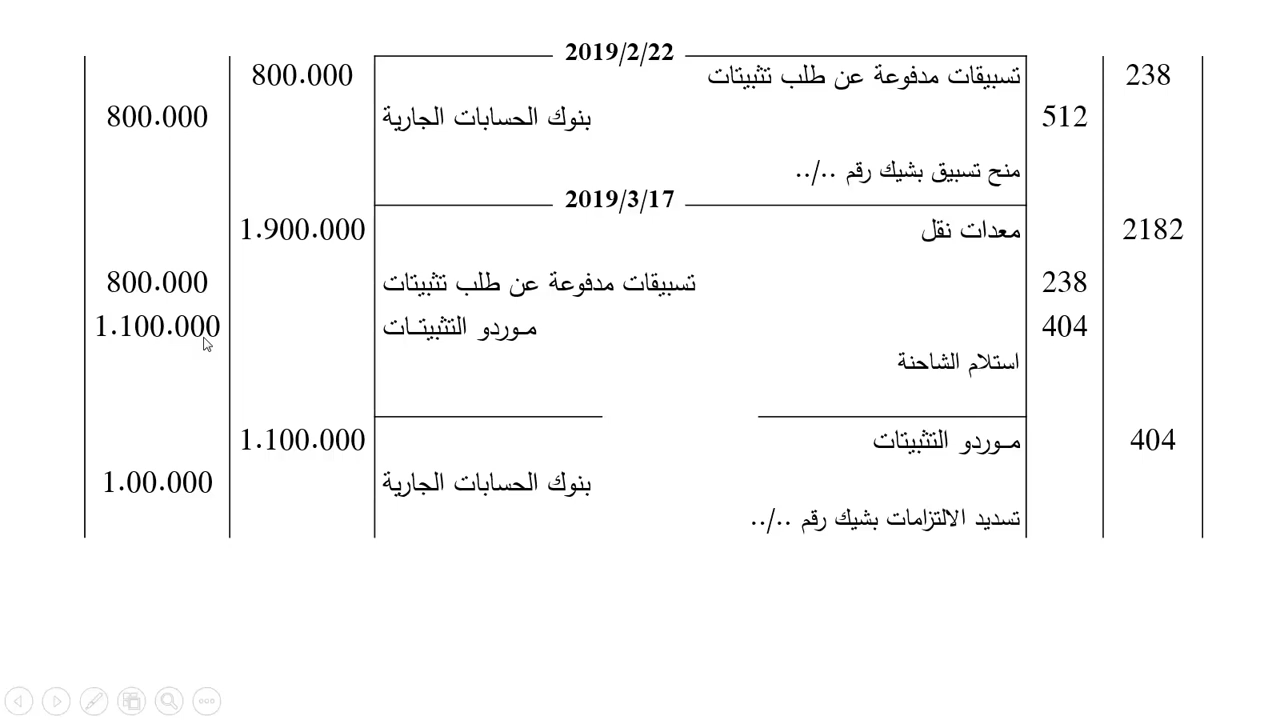 2019/2/22
238 تسبيقات مدفوعة عن طلب تثبيتات 800.000
512 بنوك الحسابات الجارية 800.000
منح تسبيق بشيك رقم ../..
2019/3/17
2182 معدات نقل 1.900.000
238 تسبيقات مدفوعة عن طلب تثبيتات 800.000
404 مـوردو التثبيتـات 1.100.000
استلام الشاحنة
404 مـوردو التثبيتات 1.100.000
بنوك الحسابات الجارية 1.00.000
تسديد الالتزامات بشيك رقم ../..